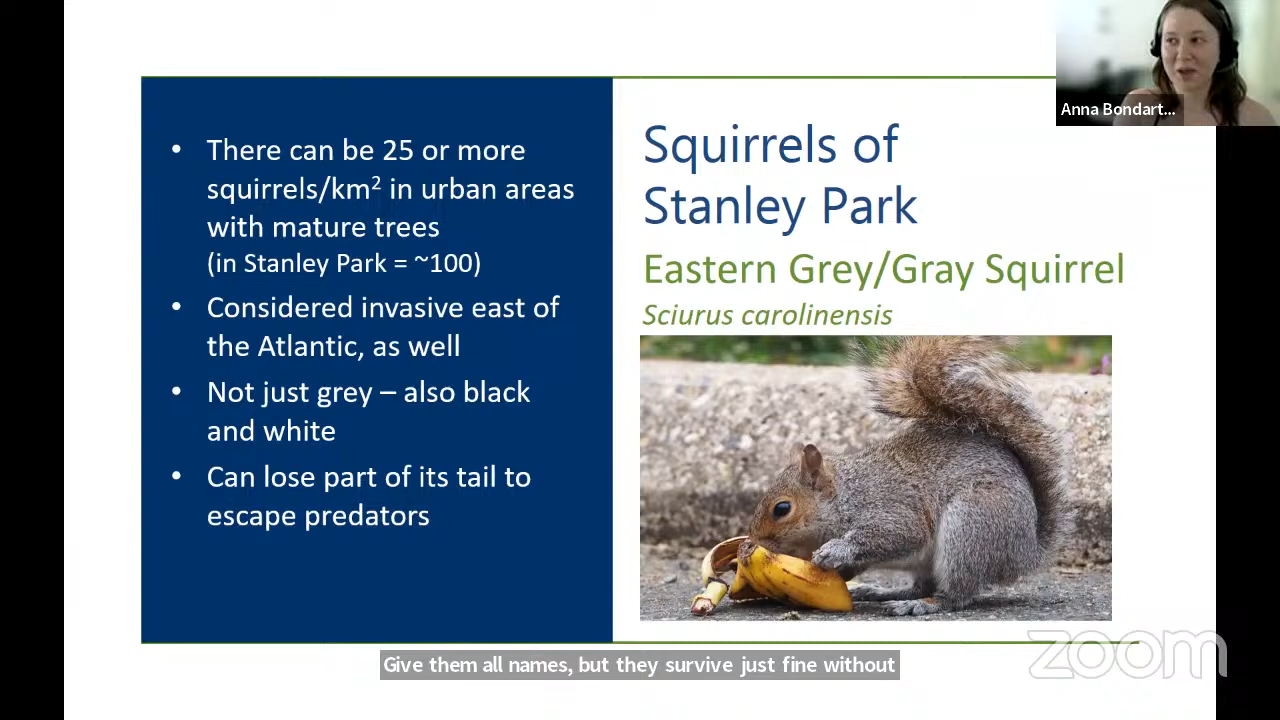 Anna Bondart...
• There can be 25 or more
squirrels/km² in urban areas
with mature trees
(in Stanley Park = ~100)
• Considered invasive east of
the Atlantic, as well
• Not just grey – also black
and white
• Can lose part of its tail to
escape predators
Squirrels of
Stanley Park
Eastern Grey/Gray Squirrel
Sciurus carolinensis
Give them all names, but they survive just fine without
zoom